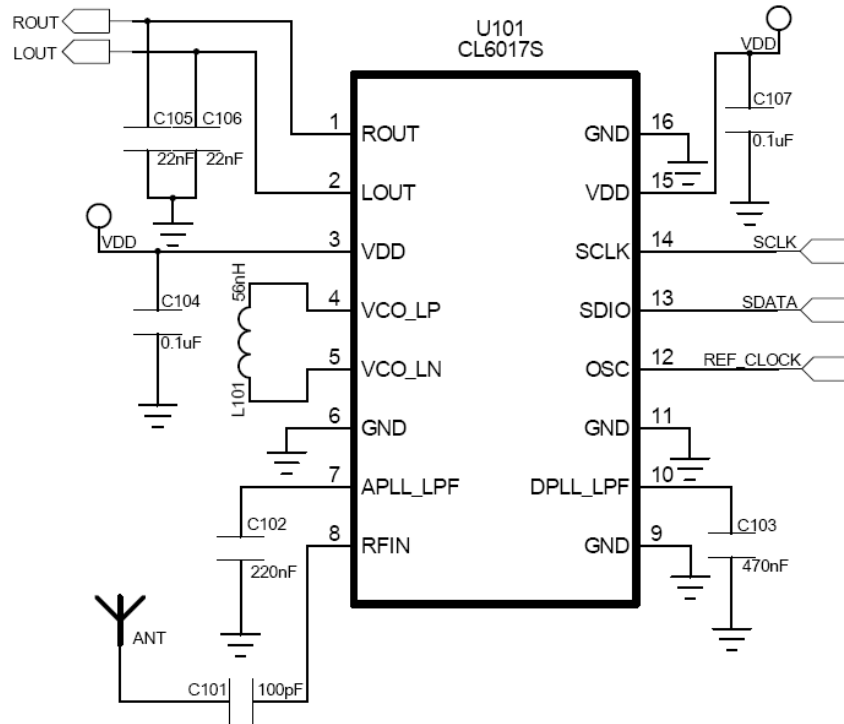 U101
CL6017S
ROUT
LOUT
C105
22nF
C106
22nF
VDD
C104
0.1uF
56nH
L101
C102
220nF
ANT
C101
100pF
1
ROUT
2
LOUT
3
VDD
4
VCO_LP
5
VCO_LN
6
GND
7
APLL_LPF
8
RFIN
GND
16
VDD
15
SCLK
14
SDIO
13
OSC
12
GND
11
DPLL_LPF
10
GND
9
VDD
C107
0.1uF
SCLK
SDATA
REF_CLOCK
C103
470nF